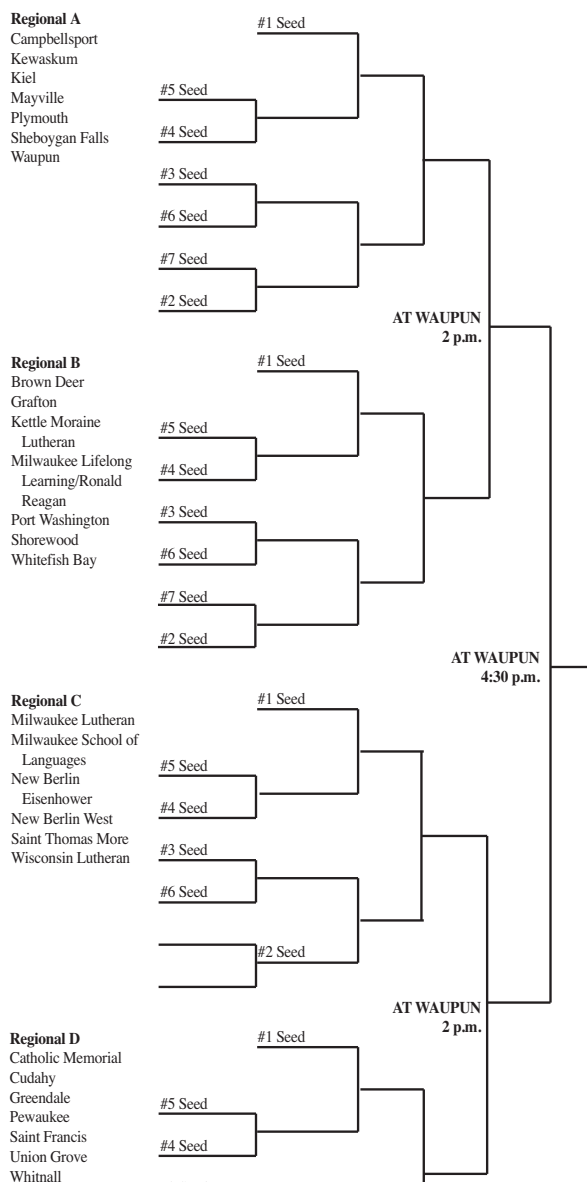 Regional A
Campbellsport
Kewaskum
Kiel
Mayville
Plymouth
Sheboygan Falls
Waupun
#1 Seed
#5 Seed
#4 Seed
#3 Seed
#6 Seed
#7 Seed
#2 Seed
AT WAUPUN
2 p.m.
Regional B
Brown Deer
Grafton
Kettle Moraine
Lutheran
Milwaukee Lifelong
Learning/Ronald
Reagan
Port Washington
Shorewood
Whitefish Bay
#1 Seed
#5 Seed
#4 Seed
#3 Seed
#6 Seed
#7 Seed
#2 Seed
AT WAUPUN
4:30 p.m.
Regional C
Milwaukee Lutheran
Milwaukee School of
Languages
New Berlin
Eisenhower
New Berlin West
Saint Thomas More
Wisconsin Lutheran
#1 Seed
#5 Seed
#4 Seed
#3 Seed
#6 Seed
#2 Seed
AT WAUPUN
2 p.m.
Regional D
Catholic Memorial
Cudahy
Greendale
Pewaukee
Saint Francis
Union Grove
Whitnall
#1 Seed
#5 Seed
#4 Seed